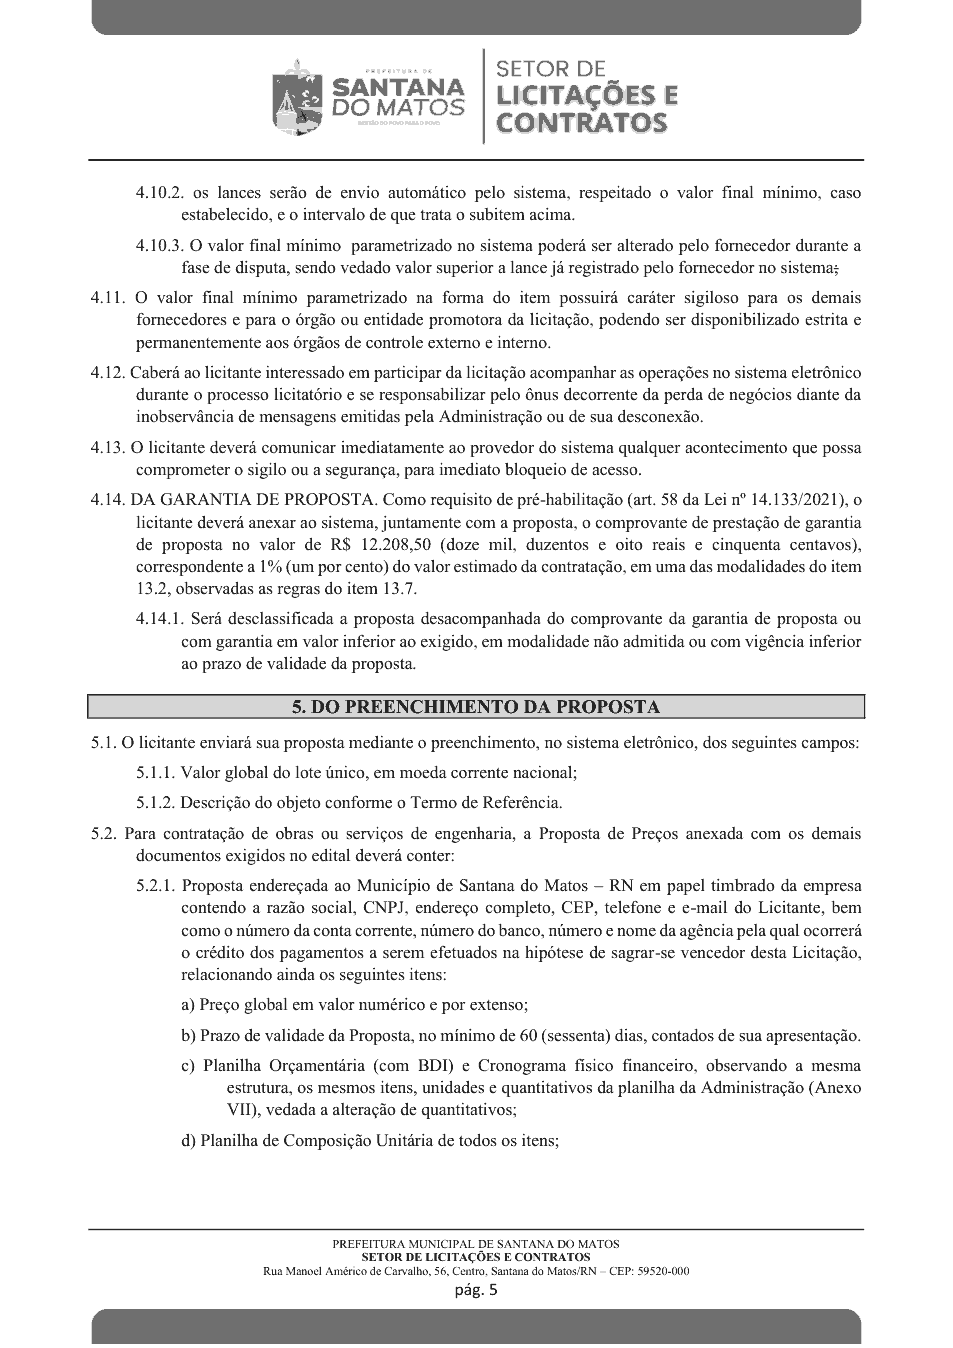 PREFEITURA DE
SANTANA
DO MATOS
GESTÃO DO POVO PARA O POVO
SETOR DE
LICITAÇÕES E
CONTRATOS
4.10.2. os lances serão de envio automático pelo sistema, respeitado o valor final mínimo, caso
estabelecido, e o intervalo de que trata o subitem acima.
4.10.3. O valor final mínimo parametrizado no sistema poderá ser alterado pelo fornecedor durante a
fase de disputa, sendo vedado valor superior a lance já registrado pelo fornecedor no sistema;
4.11. O valor final mínimo parametrizado na forma do item possuirá caráter sigiloso para os demais
fornecedores e para o órgão ou entidade promotora da licitação, podendo ser disponibilizado estrita e
permanentemente aos órgãos de controle externo e interno.
4.12. Caberá ao licitante interessado em participar da licitação acompanhar as operações no sistema eletrônico
durante o processo licitatório e se responsabilizar pelo ônus decorrente da perda de negócios diante da
inobservância de mensagens emitidas pela Administração ou de sua desconexão.
4.13. O licitante deverá comunicar imediatamente ao provedor do sistema qualquer acontecimento que possa
comprometer o sigilo ou a segurança, para imediato bloqueio de acesso.
4.14. DA GARANTIA DE PROPOSTA. Como requisito de pré-habilitação (art. 58 da Lei nº 14.133/2021), o
licitante deverá anexar ao sistema, juntamente com a proposta, o comprovante de prestação de garantia
de proposta no valor de R$ 12.208,50 (doze mil, duzentos e oito reais e cinquenta centavos),
correspondente a 1% (um por cento) do valor estimado da contratação, em uma das modalidades do item
13.2, observadas as regras do item 13.7.
4.14.1. Será desclassificada a proposta desacompanhada do comprovante da garantia de proposta ou
com garantia em valor inferior ao exigido, em modalidade não admitida ou com vigência inferior
ao prazo de validade da proposta.
5. DO PREENCHIMENTO DA PROPOSTA
5.1. O licitante enviará sua proposta mediante o preenchimento, no sistema eletrônico, dos seguintes campos:
5.1.1. Valor global do lote único, em moeda corrente nacional;
5.1.2. Descrição do objeto conforme o Termo de Referência.
5.2. Para contratação de obras ou serviços de engenharia, a Proposta de Preços anexada com os demais
documentos exigidos no edital deverá conter:
5.2.1. Proposta endereçada ao Município de Santana do Matos – RN em papel timbrado da empresa
contendo a razão social, CNPJ, endereço completo, CEP, telefone e e-mail do Licitante, bem
como o número da conta corrente, número do banco, número e nome da agência pela qual ocorrerá
o crédito dos pagamentos a serem efetuados na hipótese de sagrar-se vencedor desta Licitação,
relacionando ainda os seguintes itens:
a) Preço global em valor numérico e por extenso;
b) Prazo de validade da Proposta, no mínimo de 60 (sessenta) dias, contados de sua apresentação.
c) Planilha Orçamentária (com BDI) e Cronograma físico financeiro, observando a mesma
estrutura, os mesmos itens, unidades e quantitativos da planilha da Administração (Anexo
VII), vedada a alteração de quantitativos;
d) Planilha de Composição Unitária de todos os itens;
PREFEITURA MUNICIPAL DE SANTANA DO MATOS
SETOR DE LICITAÇÕES E CONTRATOS
Rua Manoel Américo de Carvalho, 56, Centro, Santana do Matos/RN – CEP: 59520-000
pág. 5